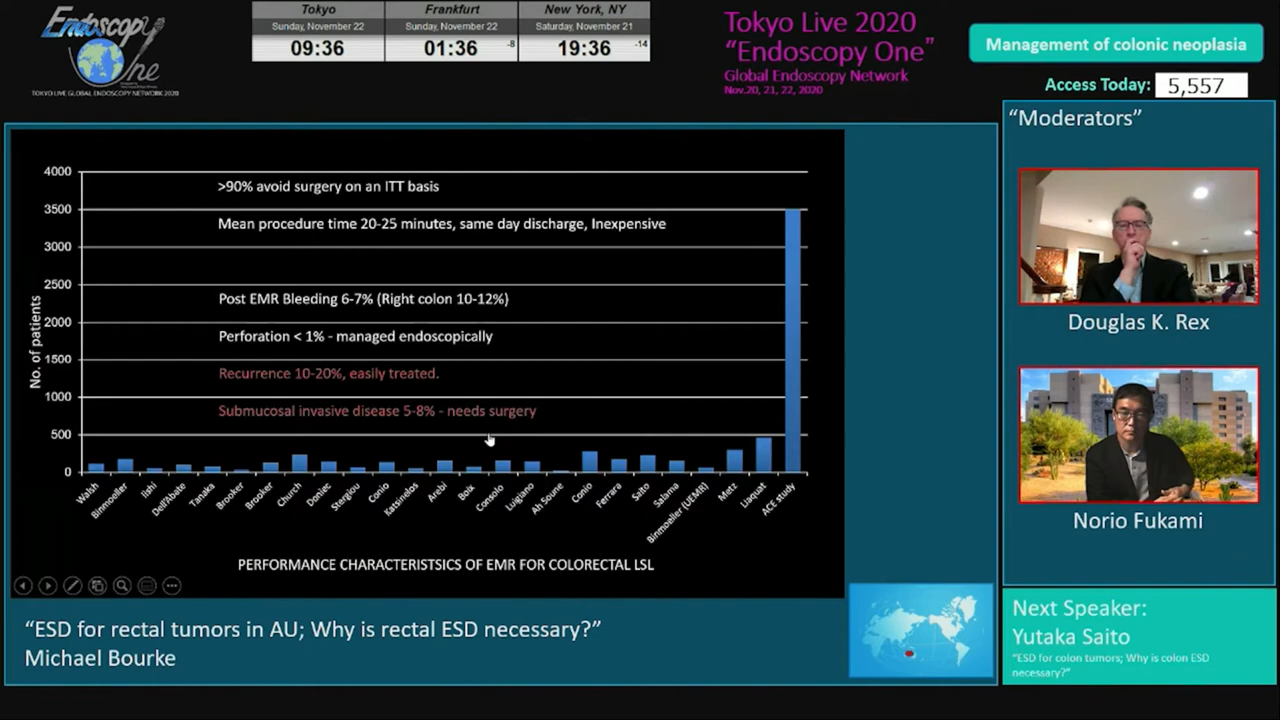 Endoscopy
One
TOKYO LIVE GLOBAL ENDOSCOPY NETWORK 2020
Tokyo
Sunday, November 22
09:36
Frankfurt
Sunday, November 22
01:36
-8
New York, NY
Saturday, November 21
19:36
-14
Tokyo Live 2020
“Endoscopy One”
Global Endoscopy Network
Nov.20, 21, 22, 2020
Management of colonic neoplasia
Access Today: 5,557
“Moderators”
Douglas K. Rex
Norio Fukami
No. of patients
4000
3500
3000
2500
2000
1500
1000
500
0
>90% avoid surgery on an ITT basis
Mean procedure time 20-25 minutes, same day discharge, Inexpensive
Post EMR Bleeding 6-7% (Right colon 10-12%)
Perforation < 1% - managed endoscopically
Recurrence 10-20%, easily treated.
Submucosal invasive disease 5-8% - needs surgery
Walsh
Binmoeller
Iishi
Dell'Abate
Tanaka
Brooker
Brooker
Church
Doniec
Stergiou
Conio
Katsinelos
Arebi
Boix
Consolo
Luigiano
Ah Soune
Conio
Ferrara
Saito
Salama
Binmoeller (UEMR)
Metz
Liaquat
ACE study
PERFORMANCE CHARACTERISTSICS OF EMR FOR COLORECTAL LSL
“ESD for rectal tumors in AU; Why is rectal ESD necessary?”
Michael Bourke
Next Speaker:
Yutaka Saito
“ESD for colon tumors; Why is colon ESD
necessary?”